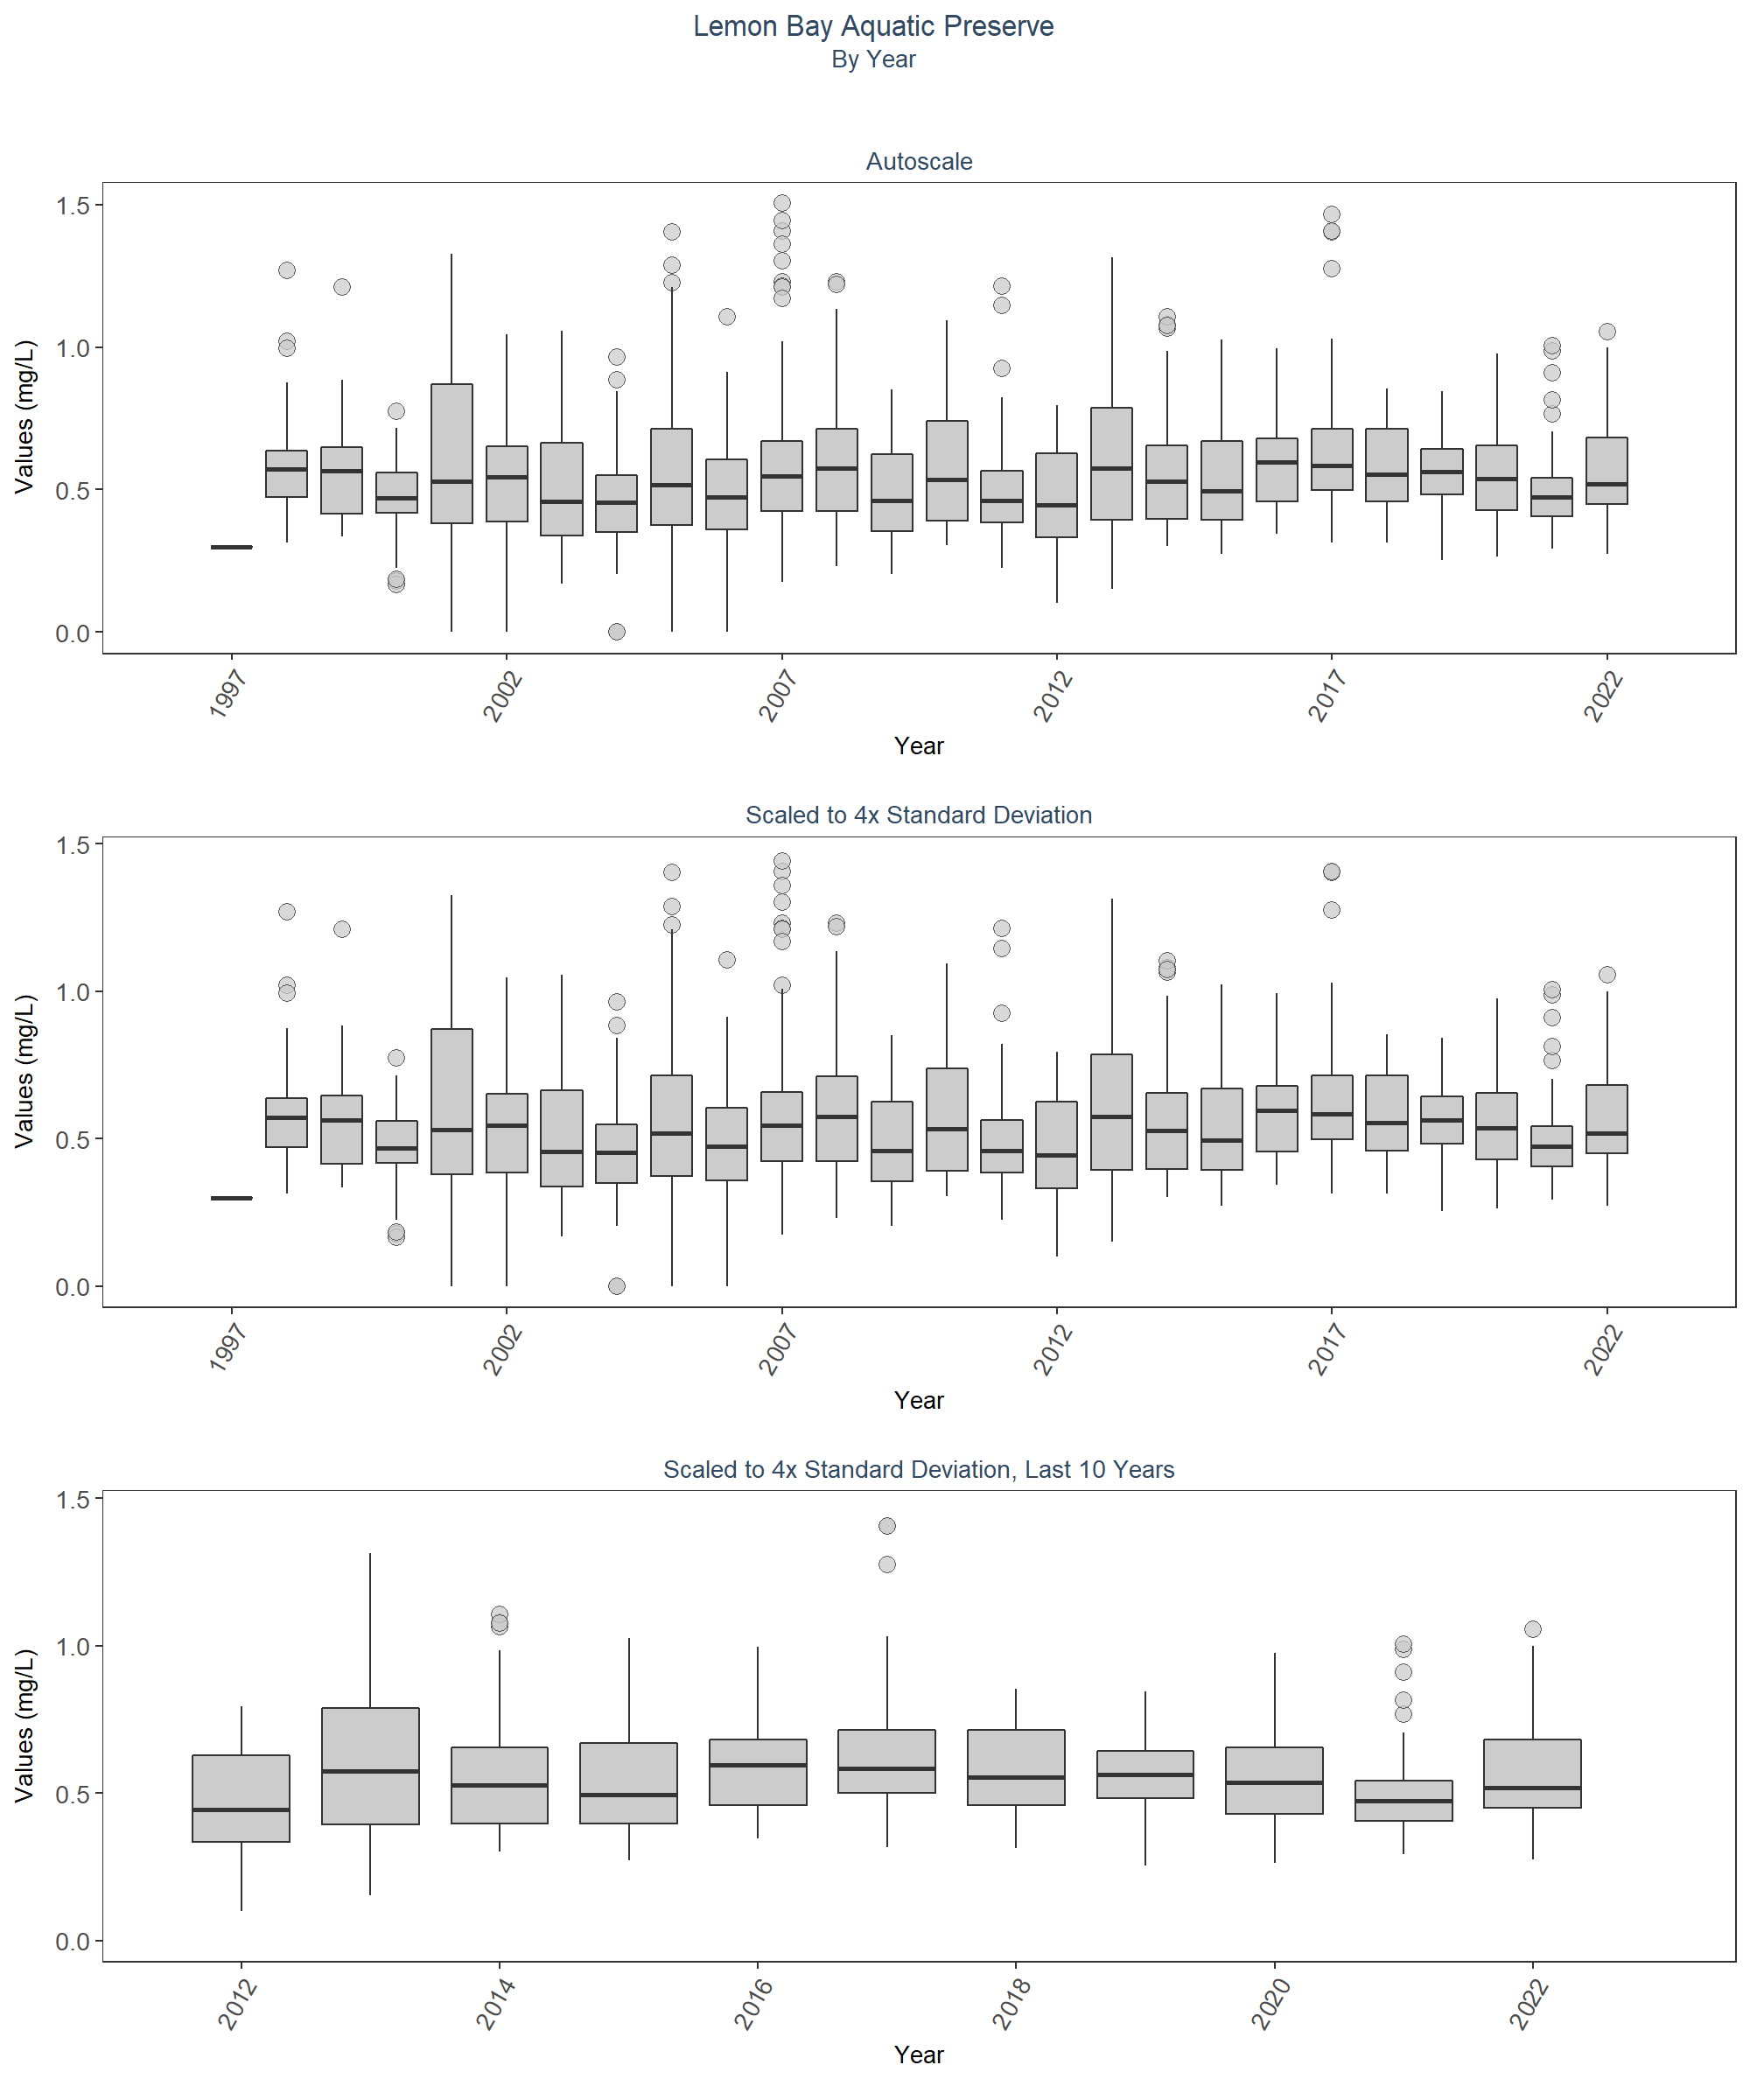 Lemon Bay Aquatic Preserve
By Year
Autoscale
Values (mg/L)
1.5
1.0
0.5
0.0
1997 2002 2007 2012 2017 2022
Year
Scaled to 4x Standard Deviation
Values (mg/L)
1.5
1.0
0.5
0.0
1997 2002 2007 2012 2017 2022
Year
Scaled to 4x Standard Deviation, Last 10 Years
Values (mg/L)
1.5
1.0
0.5
0.0
2012 2014 2016 2018 2020 2022
Year